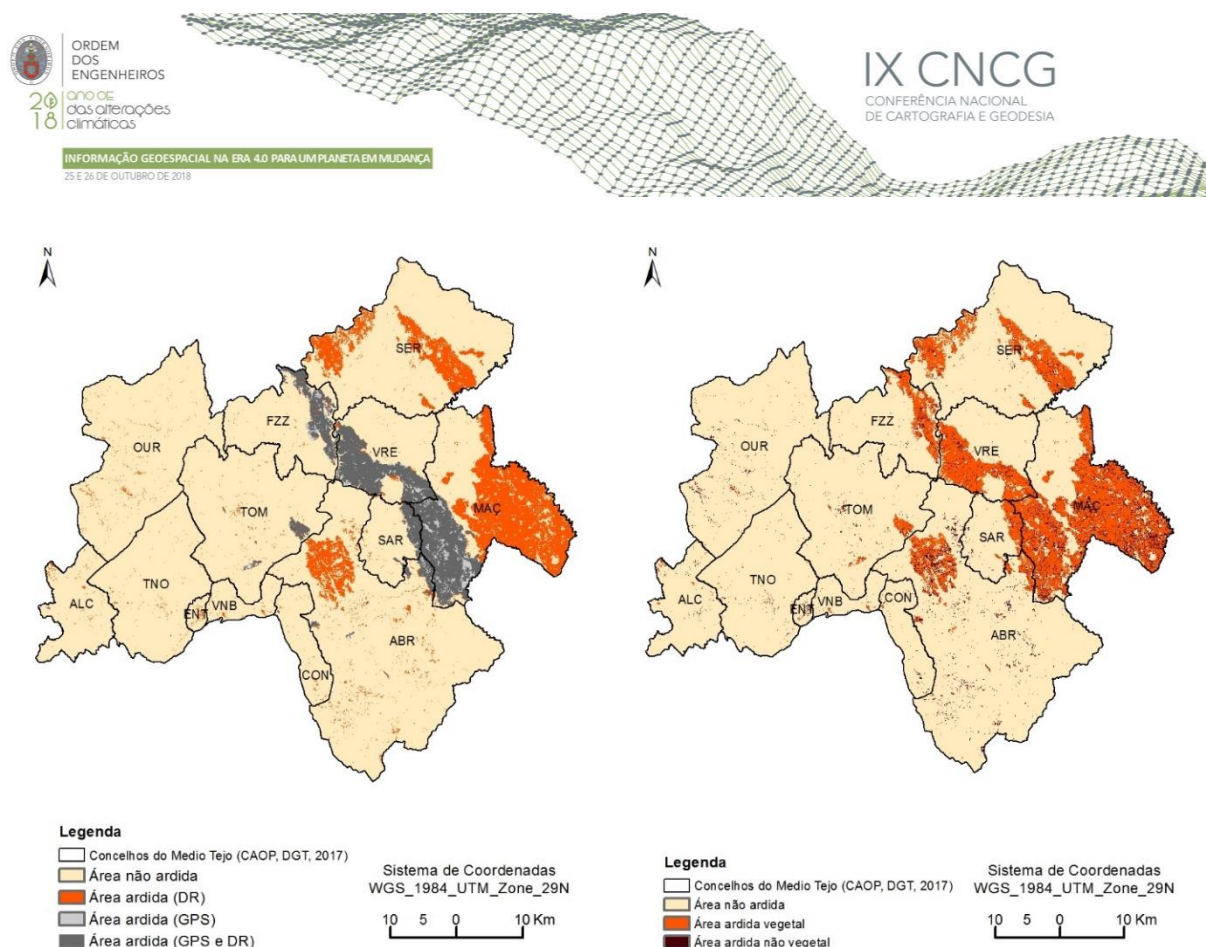 ORDEM
DOS
ENGENHEIROS
2018
ano oe
das alterações
climáticas
INFORMAÇÃO GEOESPACIAL NA ERA 4.0 PARA UM PLANETA EM MUDANÇA
25 E 26 DE OUTUBRO DE 2018
IX CNCG
CONFERÊNCIA NACIONAL
DE CARTOGRAFIA E GEODESIA
N
SER
FZZ
OUR
VRE
MAÇ
TOM
SAR
TNO
ALC
ENT
VNB
ABR
CON
Legenda
Concelhos do Medio Tejo (CAOP, DGT, 2017)
Área não ardida
Área ardida (DR)
Área ardida (GPS)
Área ardida (GPS e DR)
Sistema de Coordenadas
WGS_1984_UTM_Zone_29N
10 5 0 10 Km
N
SER
FZZ
OUR
VRE
MAÇ
TOM
SAR
TNO
ALC
ENT
VNB
CON
ABR
Legenda
Concelhos do Medio Tejo (CAOP, DGT, 2017)
Área não ardida
Área ardida vegetal
Área ardida não vegetal
Sistema de Coordenadas
WGS_1984_UTM_Zone_29N
10 5 0 10 Km